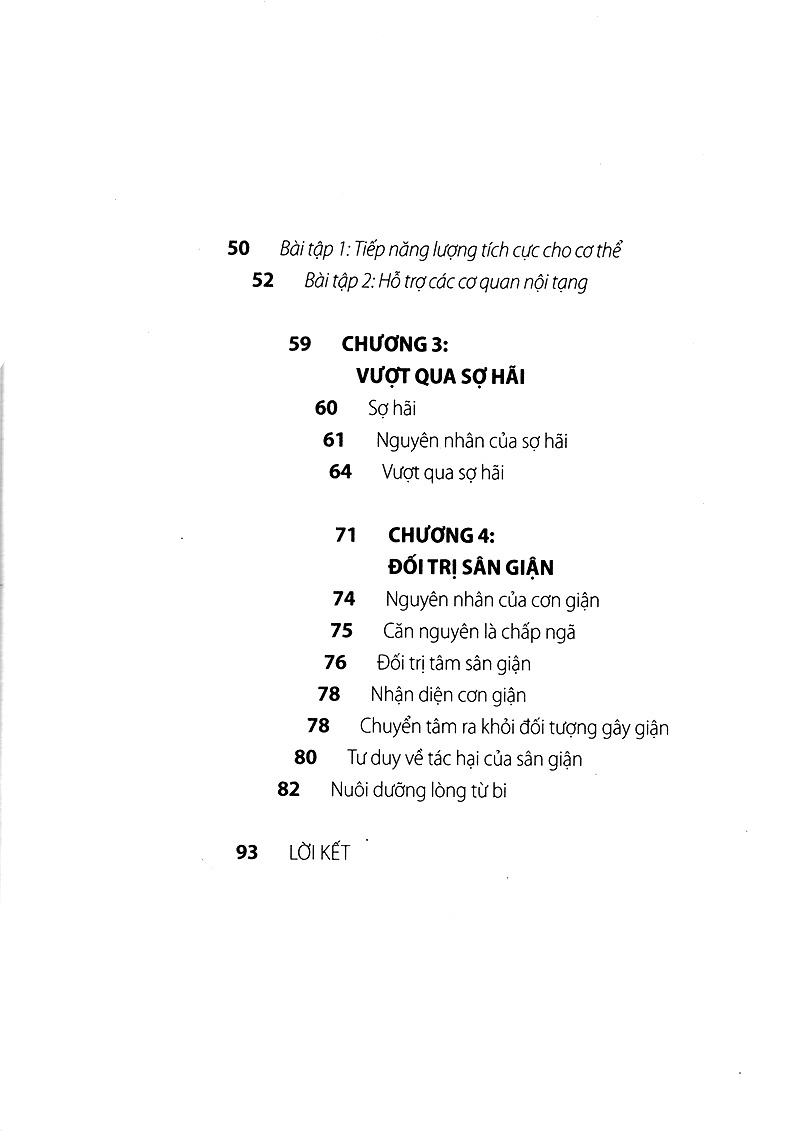 50 Bài tập 1: Tiếp năng lượng tích cực cho cơ thể
52 Bài tập 2: Hỗ trợ các cơ quan nội tạng
59 CHƯƠNG 3:
VƯỢT QUA SỢ HÃI
60 Sợ hãi
61 Nguyên nhân của sợ hãi
64 Vượt qua sợ hãi
71 CHƯƠNG 4:
ĐỐI TRỊ SÂN GIẬN
74 Nguyên nhân của cơn giận
75 Căn nguyên là chấp ngã
76 Đối trị tâm sân giận
78 Nhận diện cơn giận
78 Chuyển tâm ra khỏi đối tượng gây giận
80 Tư duy về tác hại của sân giận
82 Nuôi dưỡng lòng từ bi
93 LỜI KẾT